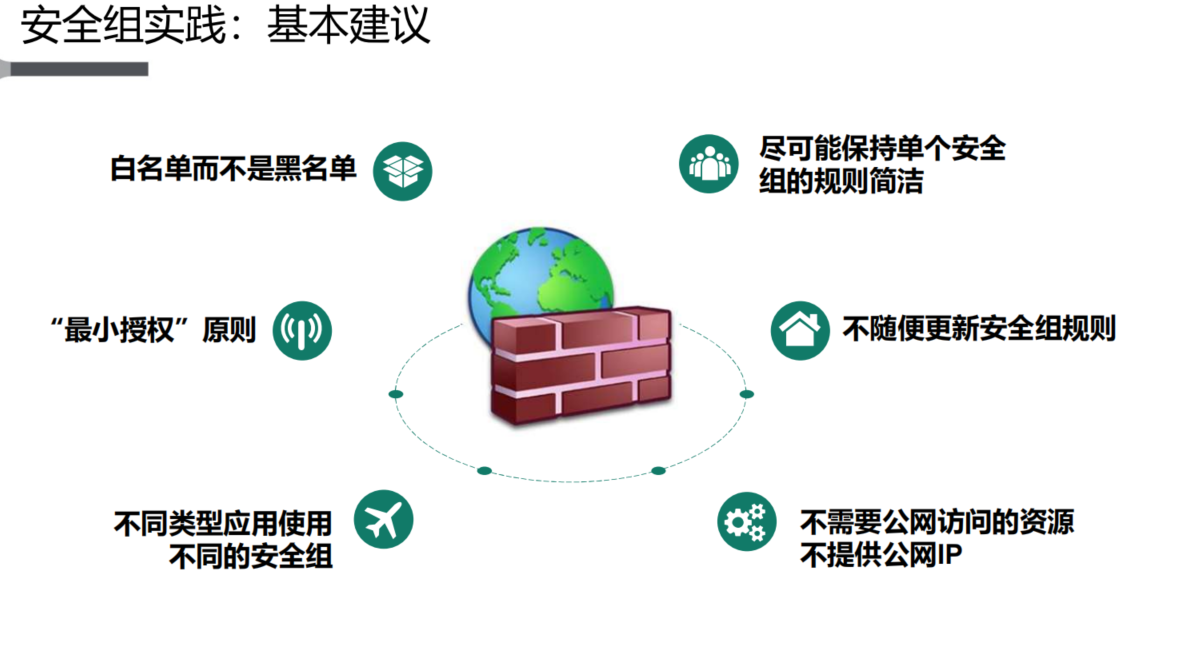 安全组实践：基本建议
白名单而不是黑名单
尽可能保持单个安全
组的规则简洁
“最小授权”原则
不随便更新安全组规则
不同类型应用使用
不同的安全组
不需要公网访问的资源
不提供公网IP